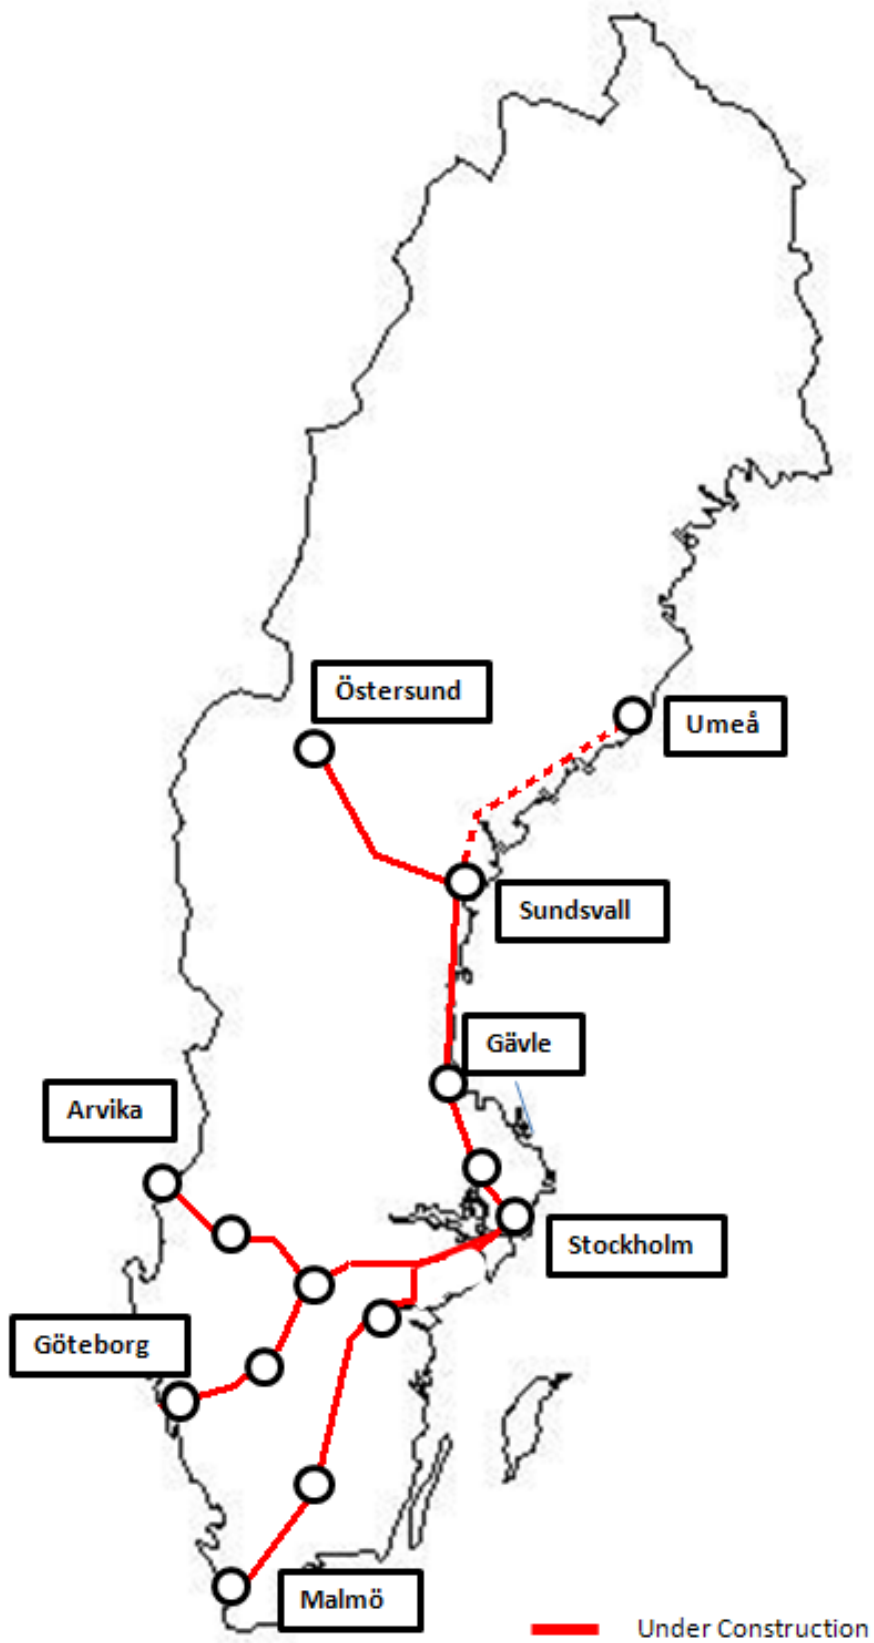 Östersund
Umeå
Sundsvall
Gävle
Arvika
Stockholm
Göteborg
Malmö
Under Construction